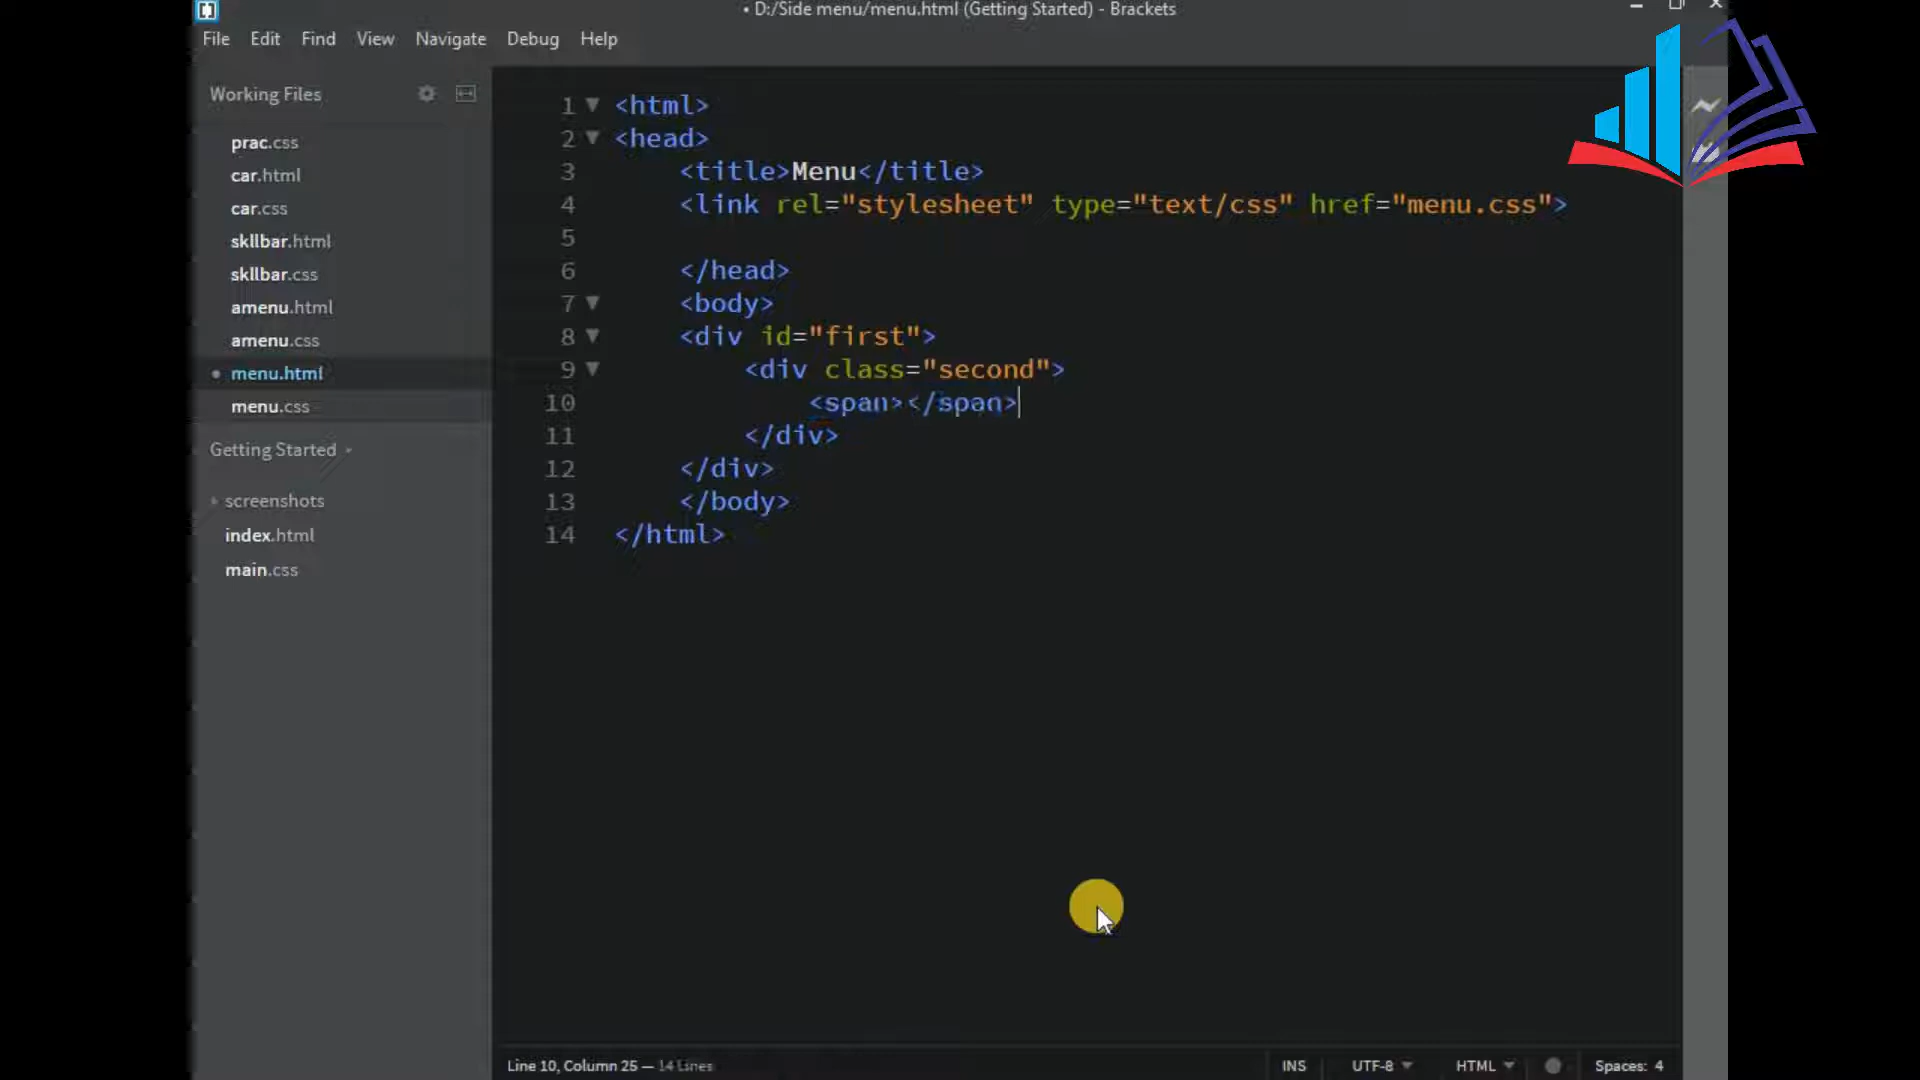 • D:/Side menu/menu.html (Getting Started) - Brackets
File Edit Find View Navigate Debug Help
Working Files
prac.css
car.html
car.css
skllbar.html
skllbar.css
amenu.html
amenu.css
menu.html
menu.css
Getting Started
screenshots
index.html
main.css
1 <html>
2 <head>
3 <title>Menu</title>
4 <link rel="stylesheet" type="text/css" href="menu.css">
5
6 </head>
7 <body>
8 <div id="first">
9 <div class="second">
10 <span></span>
11 </div>
12 </div>
13 </body>
14 </html>
Line 10, Column 25 — 14 Lines
INS UTF-8 HTML Spaces: 4